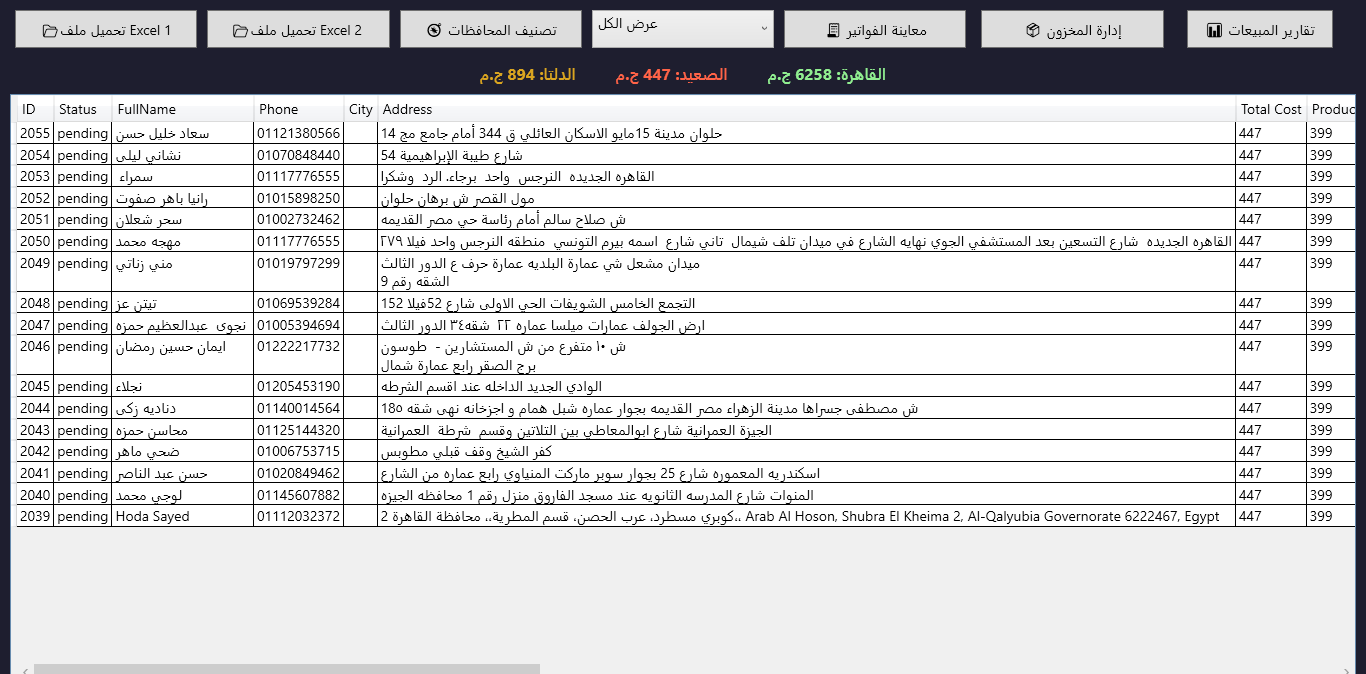 تحميل ملف Excel 1
تحميل ملف Excel 2
تصنيف المحافظات
عرض الكل
معاينة الفواتير
إدارة المخزون
تقارير المبيعات
القاهرة: 6258 ج.م
الصعيد: 447 ج.م
الدلتا: 894 ج.م
ID Status FullName Phone City Address Total Cost Produc
2055 pending سعاد خليل حسن 01121380566 حلوان مدينة 15مايو الاسكان العائلي ق 344 أمام جامع مج 14 447 399
2054 pending نشاني ليلى 01070848440 54 شارع طيبة الإبراهيمية 447 399
2053 pending سمراء 01117776555 القاهره الجديده النرجس واحد برجاء. الرد وشكرا 447 399
2052 pending رانيا باهر صفوت 01015898250 مول القصر ش برهان حلوان 447 399
2051 pending سحر شعلان 01002732462 ش صلاح سالم أمام رئاسة حي مصر القديمه 447 399
2050 pending مهجه محمد 01117776555 القاهره الجديده شارع التسعين بعد المستشفي الجوي نهايه الشارع في ميدان تلف شيمال تاني شارع اسمه بيرم التونسي منطقه النرجس واحد فيلا ٢٧٩ 447 399
2049 pending مني زناتي 01019797299 ميدان مشعل شي عمارة البلديه عمارة حرف ع الدور الثالث 447 399
الشقه رقم 9
2048 pending تيتن عز 01069539284 التجمع الخامس الشويفات الحي الاولى شارع 52فيلا 152 447 399
2047 pending نجوى عبدالعظيم حمزه 01005394694 ارض الجولف عمارات ميلسا عماره ٢٢ شقه٣٤ الدور الثالث 447 399
2046 pending ايمان حسين رمضان 01222217732 ش ١٠ متفرع من ش المستشارين - طوسون 447 399
برج الصقر رابع عمارة شمال
2045 pending نجلاء 01205453190 الوادي الجديد الداخله عند اقسم الشرطه 447 399
2044 pending دناديه زكى 01140014564 ش مصطفى جسراها مدينة الزهراء مصر القديمه بجوار عماره شبل همام و اجزخانه نهى شقه 18٥ 447 399
2043 pending محاسن حمزه 01125144320 الجيزة العمرانية شارع ابوالمعاطي بين التلاتين وقسم شرطة العمرانية 447 399
2042 pending ضحي ماهر 01006753715 كفر الشيخ وقف قبلي مطوبس 447 399
2041 pending حسن عبد الناصر 01020849462 اسكندريه المعموره شارع 25 بجوار سوبر ماركت المنياوي رابع عماره من الشارع 447 399
2040 pending لوجي محمد 01145607882 المنوات شارع المدرسه الثانويه عند مسجد الفاروق منزل رقم 1 محافظه الجيزه 447 399
2039 pending Hoda Sayed 01112032372 2 كوبري مسطرد، عرب الحصن، قسم المطرية،، محافظة القاهرة،، Arab Al Hoson, Shubra El Kheima 2, Al-Qalyubia Governorate 6222467, Egypt 447 399